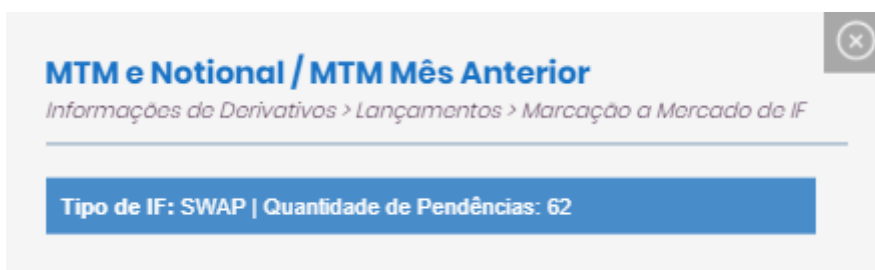 MTM e Notional / MTM Mês Anterior
Informações de Derivativos > Lançamentos > Marcação a Mercado de IF
Tipo de IF: SWAP | Quantidade de Pendências: 62